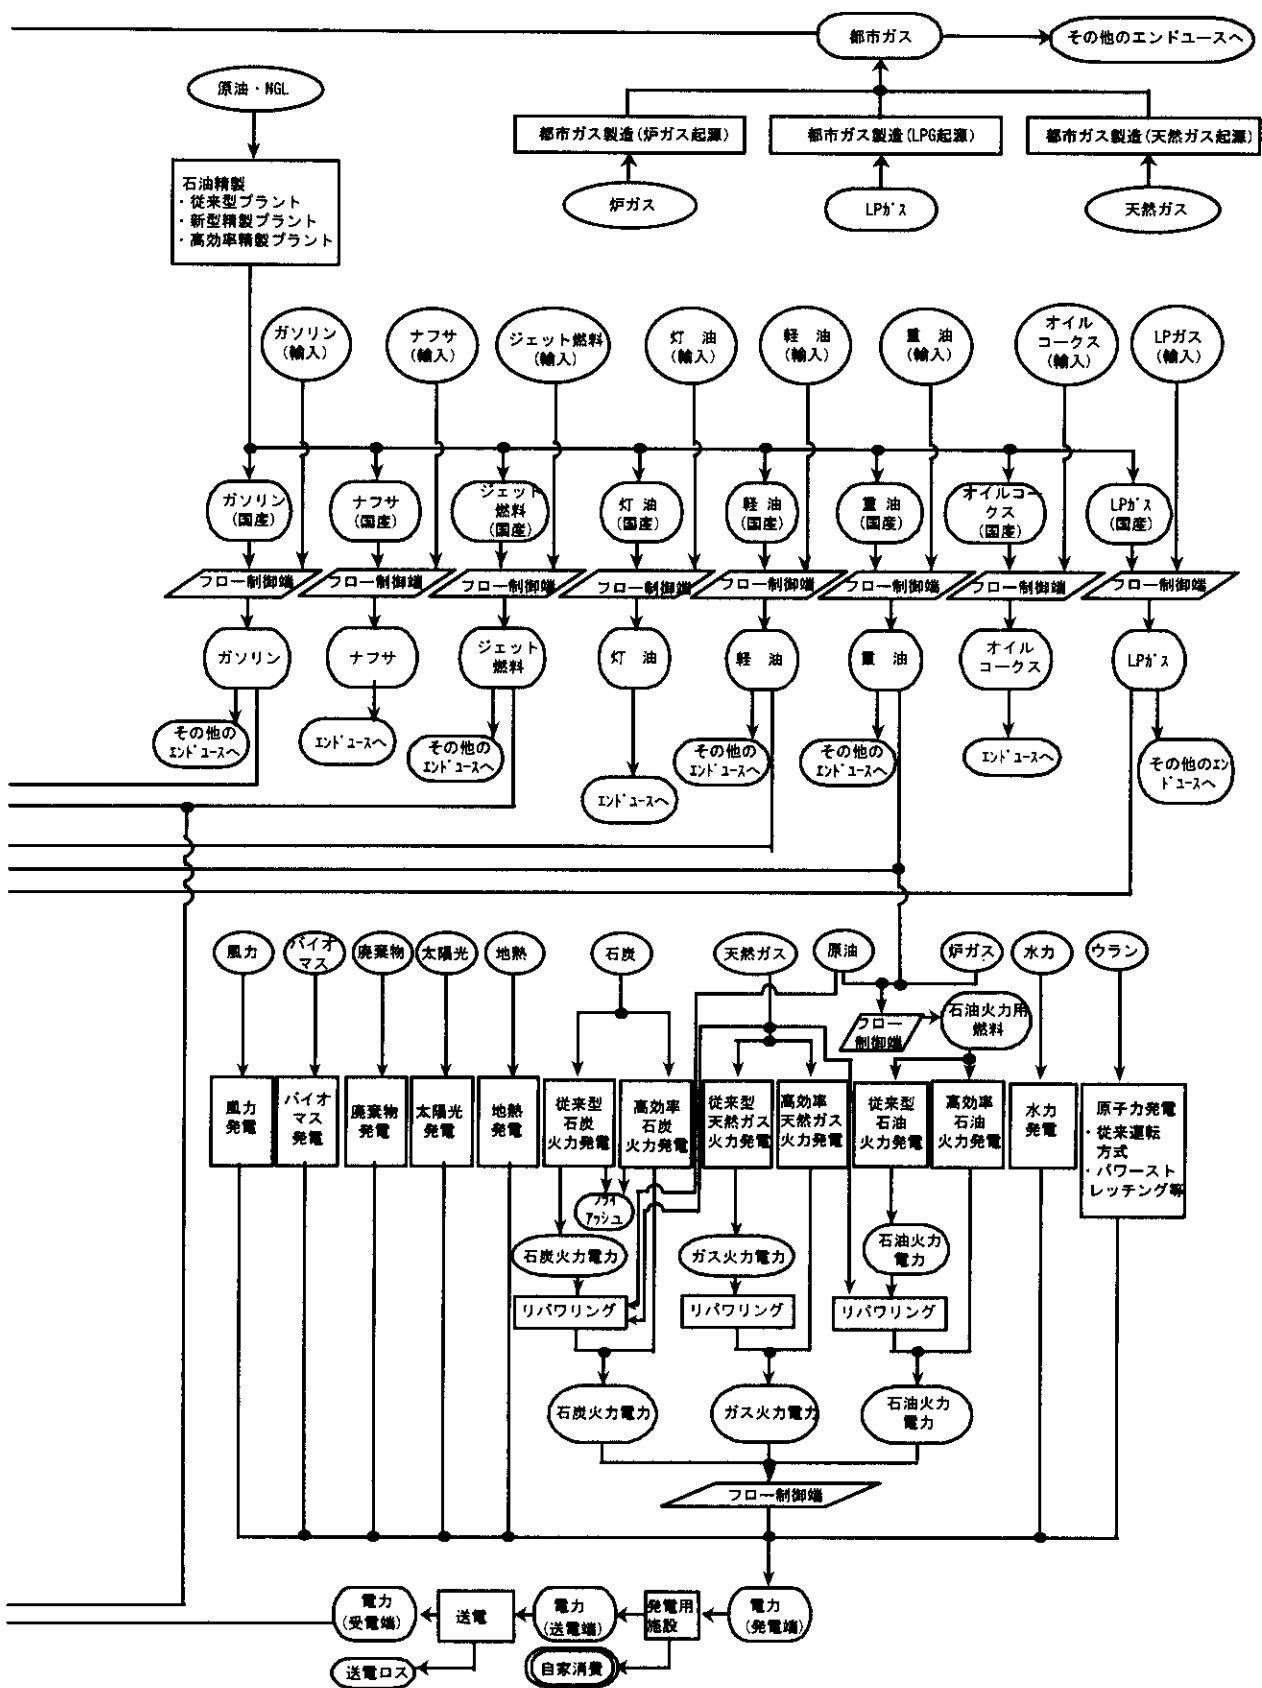 都市ガス
その他のエンドユースへ
原油・NGL
都市ガス製造(炉ガス起源)
都市ガス製造(LPG起源)
都市ガス製造(天然ガス起源)
石油精製
・従来型プラント
・新型精製プラント
・高効率精製プラント
炉ガス
LPガス
天然ガス
ガソリン
(輸入)
ナフサ
(輸入)
ジェット燃料
(輸入)
灯 油
(輸入)
軽 油
(輸入)
重 油
(輸入)
オイル
コークス
(輸入)
LPガス
(輸入)
ガソリン
(国産)
ナフサ
(国産)
ジェット
燃料
(国産)
灯油
(国産)
軽 油
(国産)
重油
(国産)
オイルコー
クス
(国産)
LPガス
(国産)
フロー制御端
フロー制御端
フロー制御端
フロー制御端
フロー制御端
フロー制御端
フロー制御端
フロー制御端
ガソリン
ナフサ
ジェット
燃料
灯 油
軽 油
重 油
オイル
コークス
LPガス
その他の
エンドユースへ
エンドユースへ
その他の
エンドユースへ
エンドユースへ
その他の
エンドユースへ
その他の
エンドユースへ
エンドユースへ
その他のエン
ドユースへ
風力
バイオ
マス
廃棄物
太陽光
地熱
石炭
天然ガス
原油
炉ガス
水力
ウラン
フロー
制御端
石油火力用
燃料
風力
発電
バイオ
マス
発電
廃棄物
発電
太陽光
発電
地熱
発電
従来型
石炭
火力発電
高効率
石炭
火力発電
従来型
天然ガス
火力発電
高効率
天然ガス
火力発電
従来型
石油
火力発電
高効率
石油
火力発電
水力
発電
原子力発電
・従来運転
方式
・パワースト
レッチング等
フライ
アッシュ
石炭火力電力
ガス火力電力
石油火力
電力
リパワリング
リパワリング
リパワリング
石炭火力電力
ガス火力電力
石油火力
電力
フロー制御端
電力
(受電端)
送電
電力
(送電端)
発電用
施設
電力
(発電端)
送電ロス
自家消費